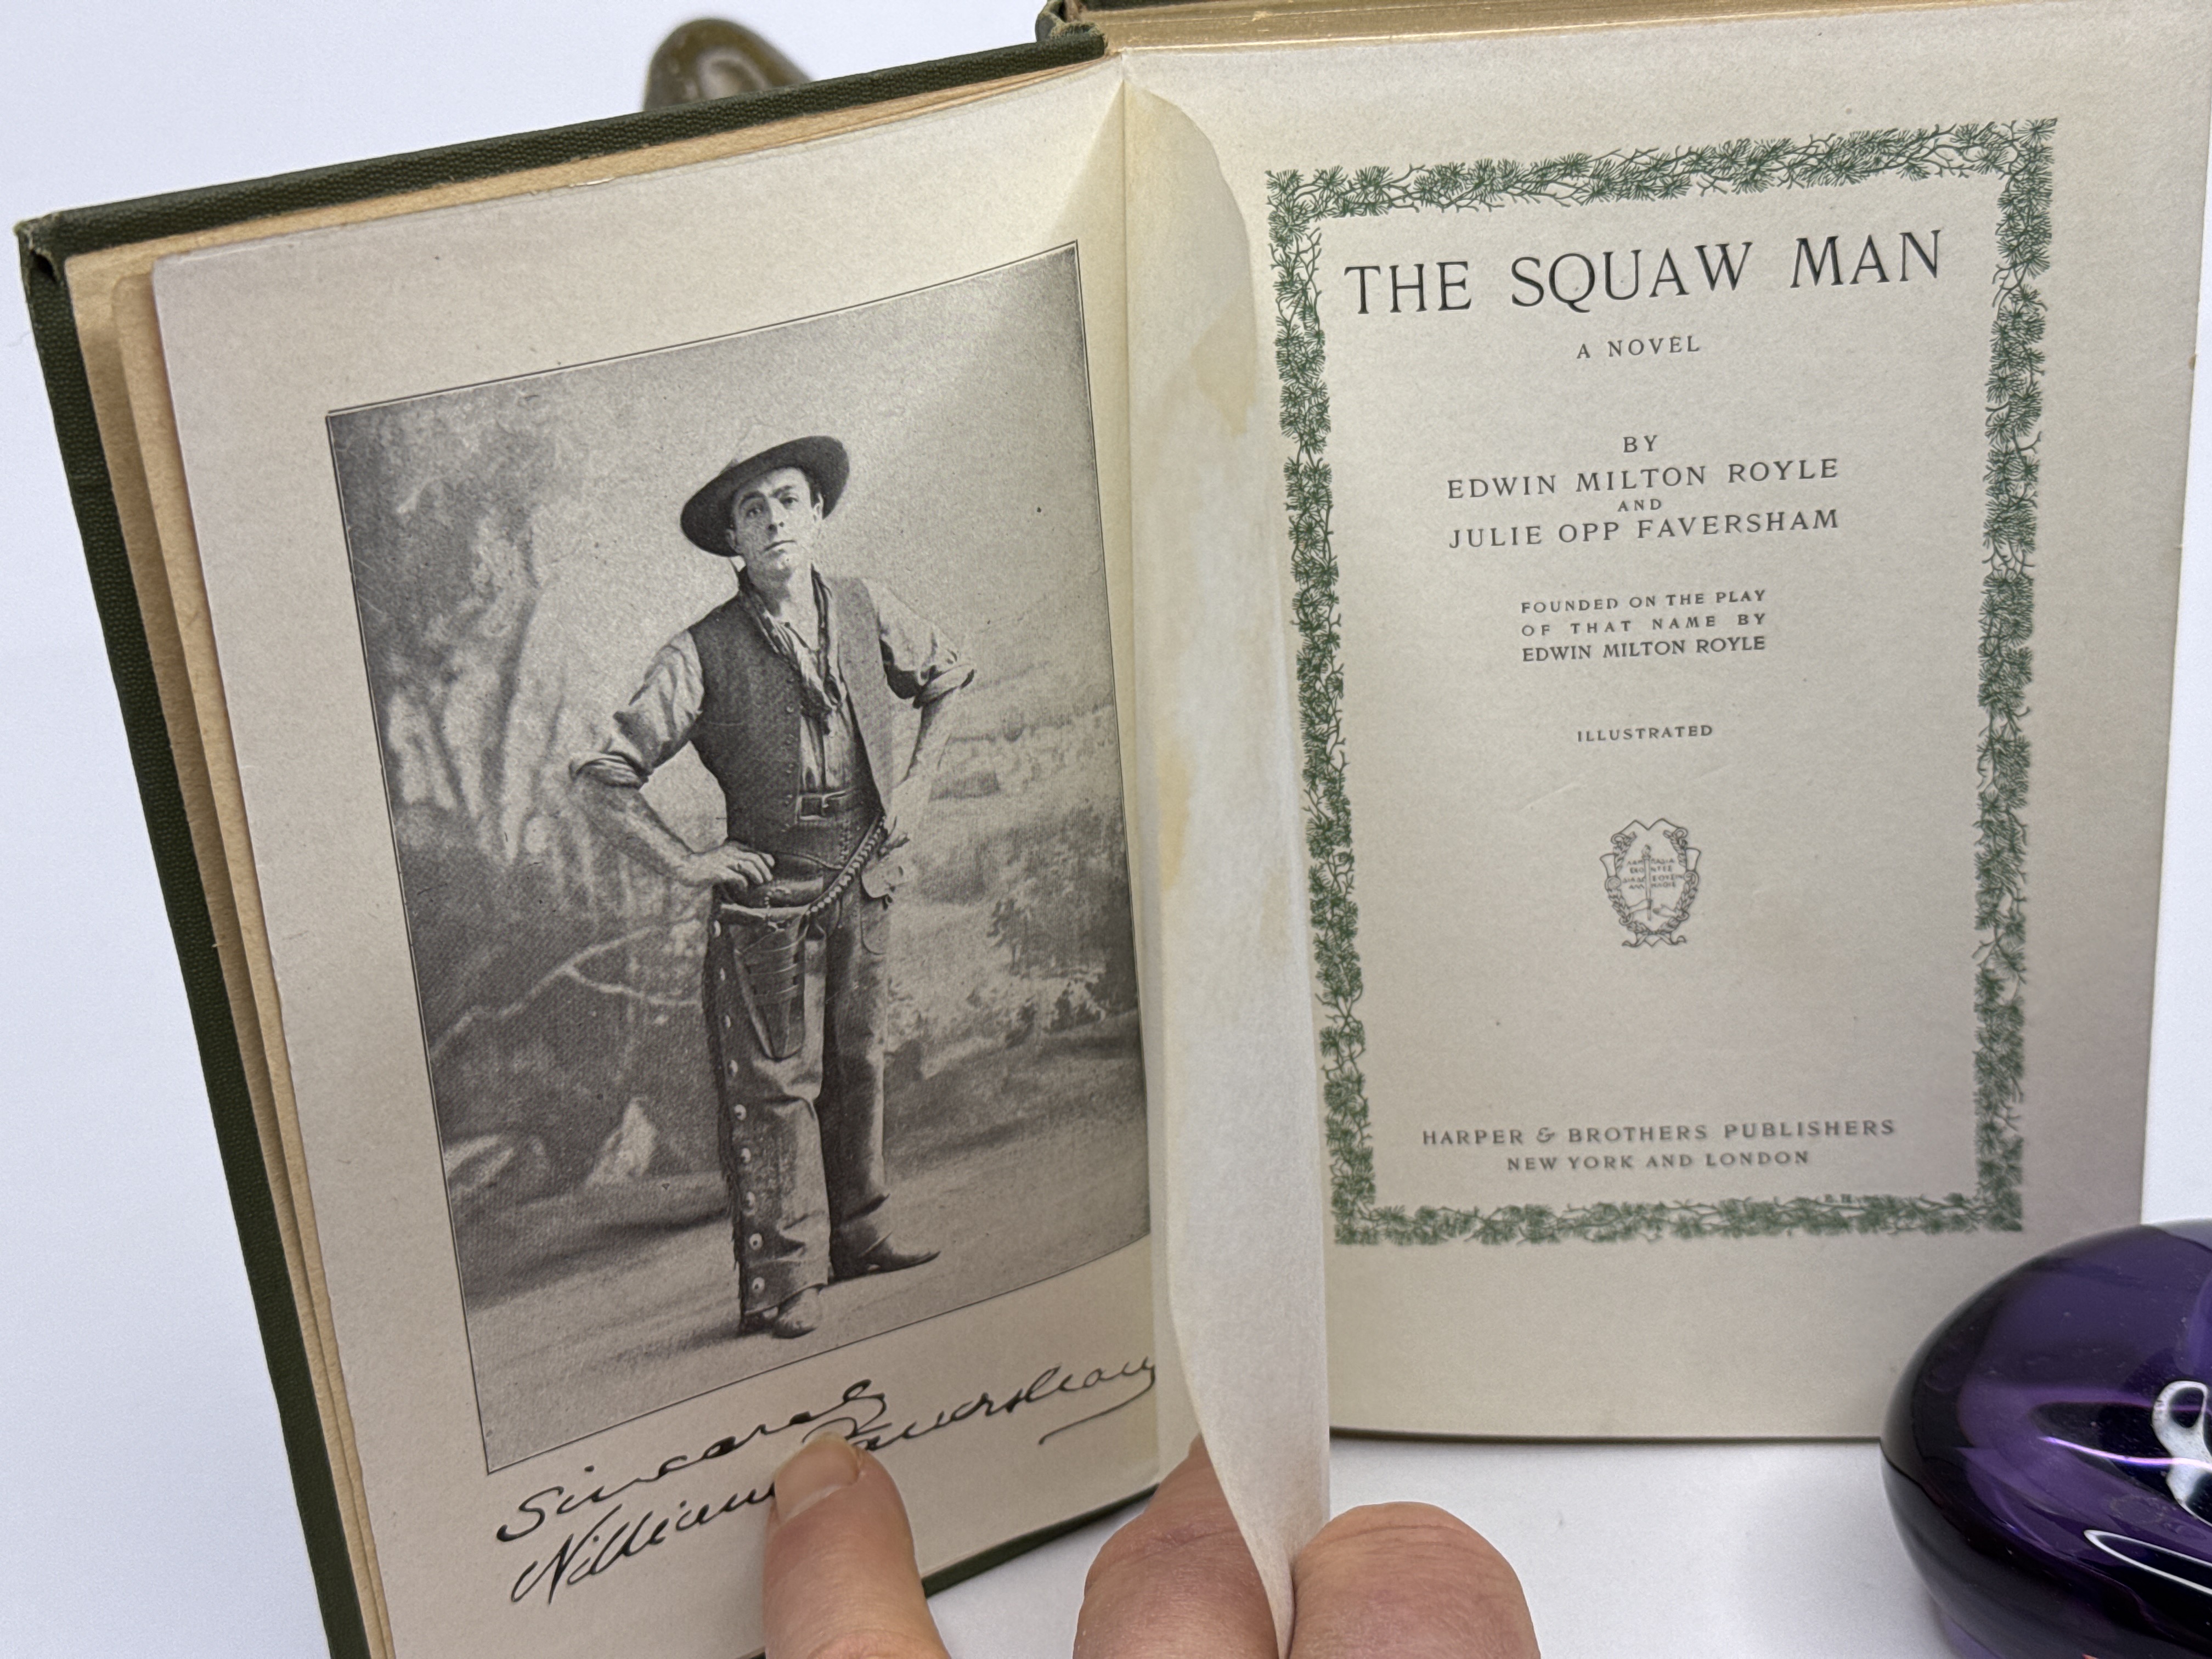 Sincerely
William Faversham
THE SQUAW MAN
A NOVEL
BY
EDWIN MILTON ROYLE
AND
JULIE OPP FAVERSHAM
FOUNDED ON THE PLAY
OF THAT NAME BY
EDWIN MILTON ROYLE
ILLUSTRATED
HARPER & BROTHERS PUBLISHERS
NEW YORK AND LONDON